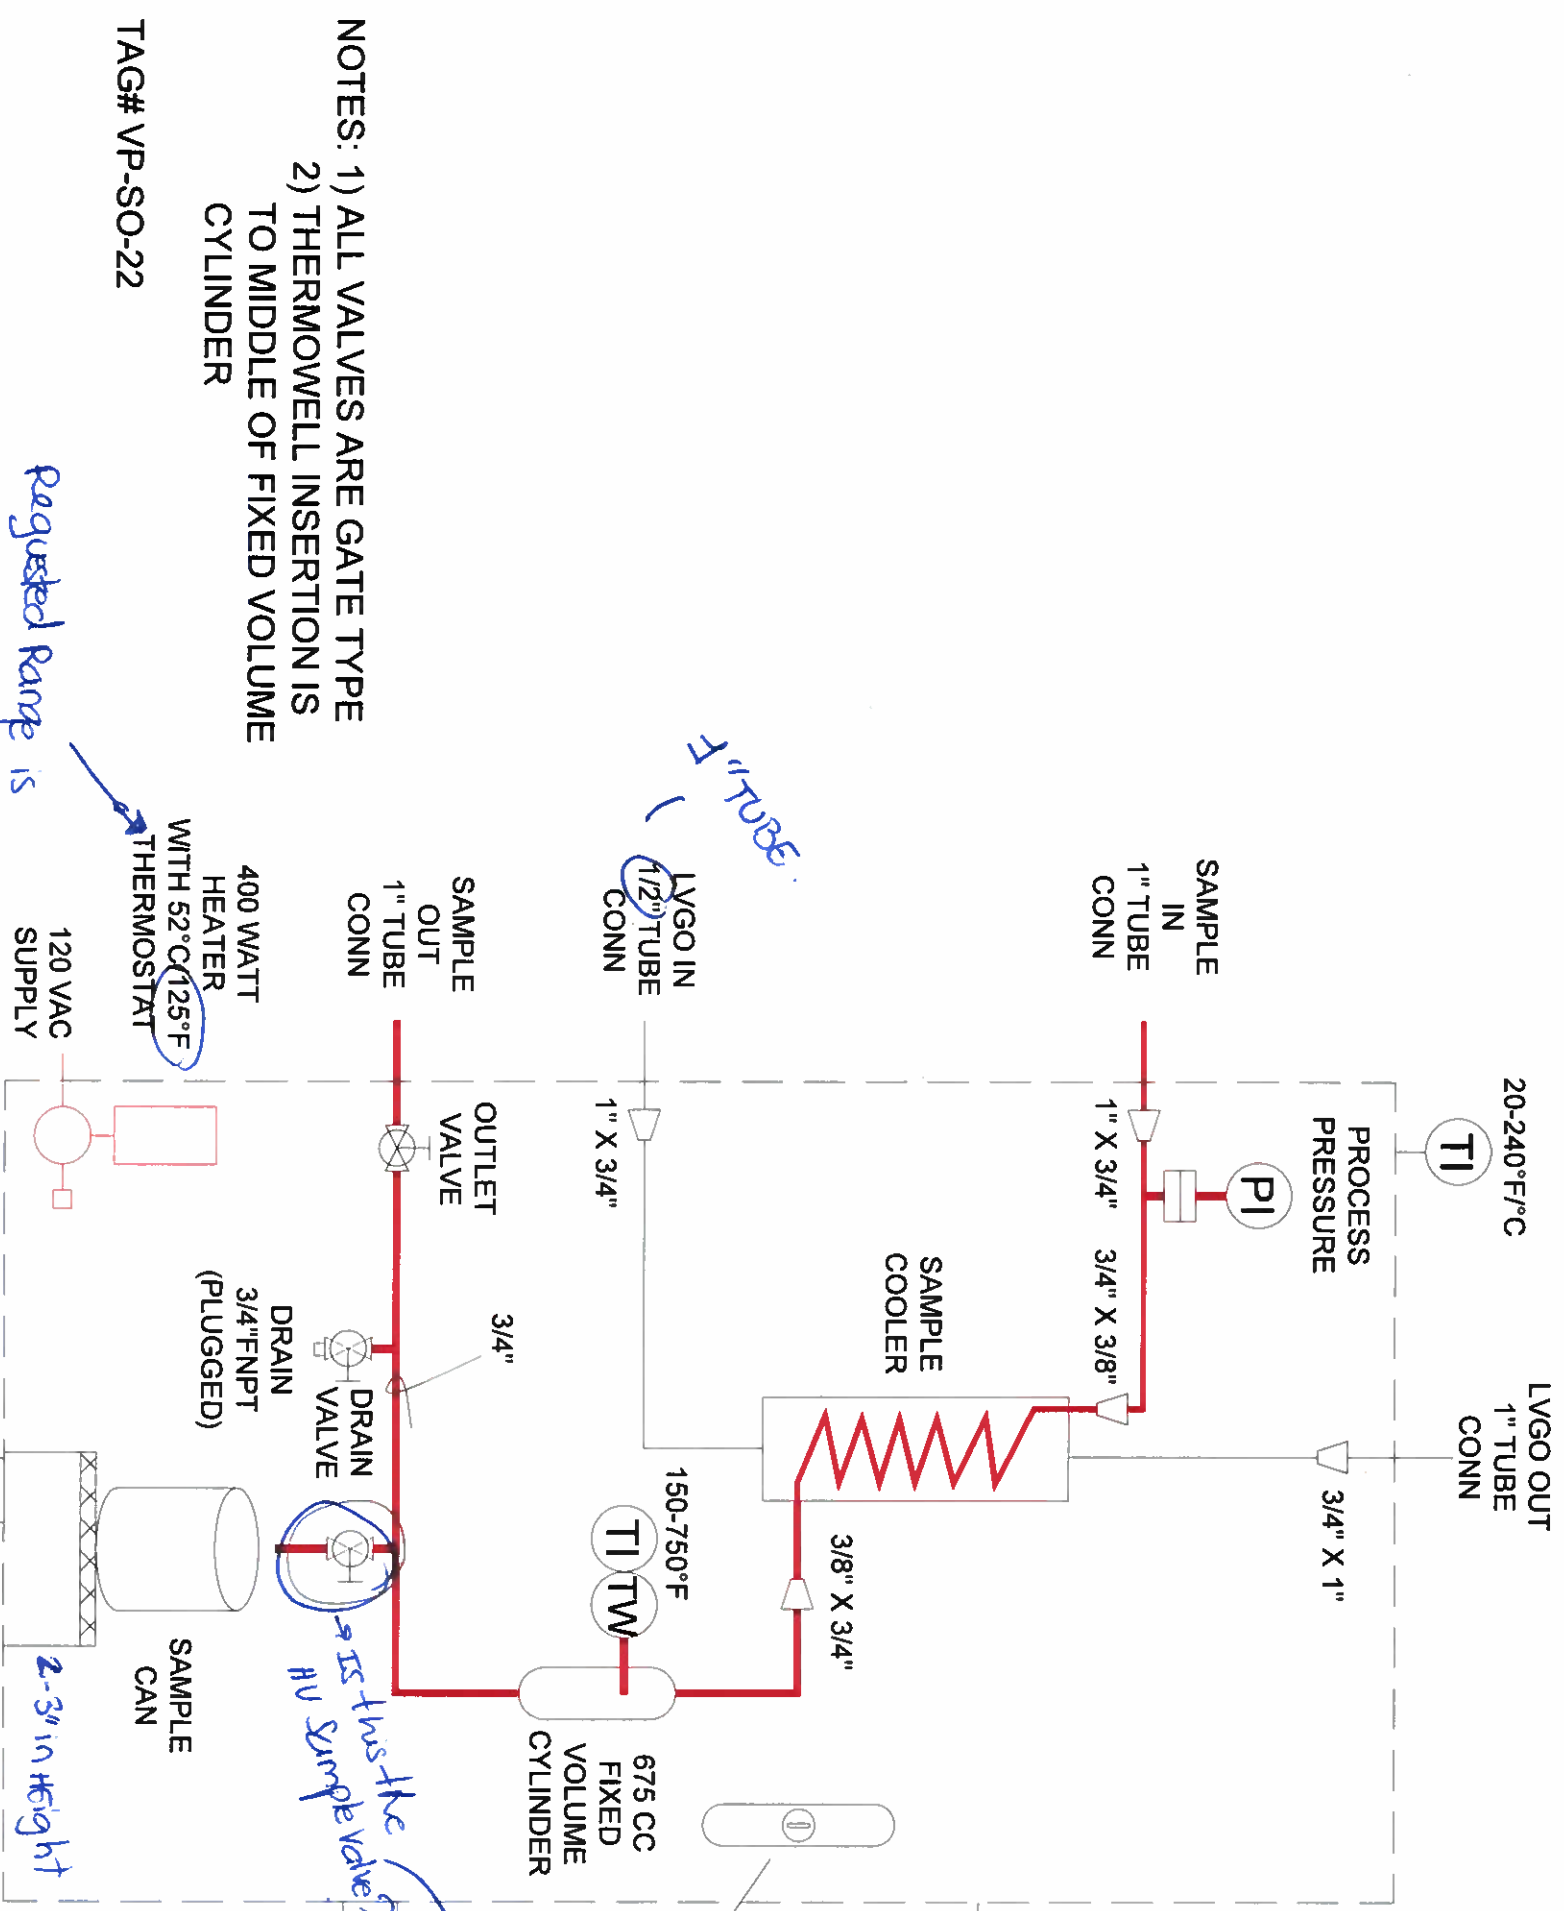 20-240°F/°C
TI
PROCESS
PRESSURE
PI
SAMPLE
IN
1" TUBE
CONN
1" X 3/4"
3/4" X 3/8"
LVGO OUT
1" TUBE
CONN
3/4" X 1"
SAMPLE
COOLER
3/8" X 3/4"
1" TUBE.
LVGO IN
1/2" TUBE
CONN
1" X 3/4"
150-750°F
TI
TW
675 CC
FIXED
VOLUME
CYLINDER
SAMPLE
OUT
1" TUBE
CONN
OUTLET
VALVE
3/4"
DRAIN
VALVE
DRAIN
3/4"FNPT
(PLUGGED)
Is this the
HV Sample Valve?
SAMPLE
CAN
2-3" in Height
400 WATT
HEATER
WITH 52°C(125°F
THERMOSTAT
120 VAC
SUPPLY
NOTES: 1) ALL VALVES ARE GATE TYPE
2) THERMOWELL INSERTION IS
TO MIDDLE OF FIXED VOLUME
CYLINDER
TAG# VP-SO-22
Requested Range is